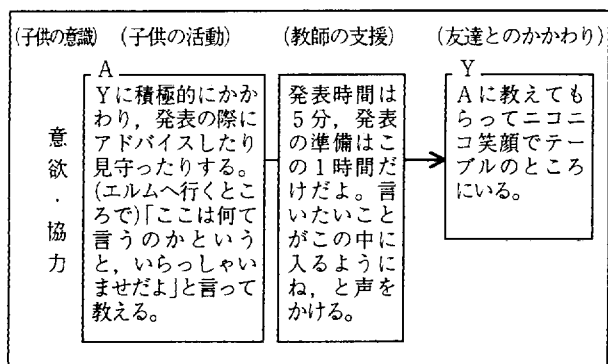 (子供の意識) (子供の活動) (教師の支援) (友達とのかかわり)
意欲・協力
A
Yに積極的にかか
わり，発表の際に
アドバイスしたり
見守ったりする。
(エルムへ行くとこ
ろで)「ここは何て
言うのかという
と，いらっしゃい
ませだよ」と言って
教える。
発表時間は
5分，発表
の準備はこ
の1時間だ
けだよ。言
いたいこと
がこの中に
入るように
ね，と声を
かける。
Y
Aに教えても
らってニコニ
コ笑顔でテー
ブルのところ
にいる。